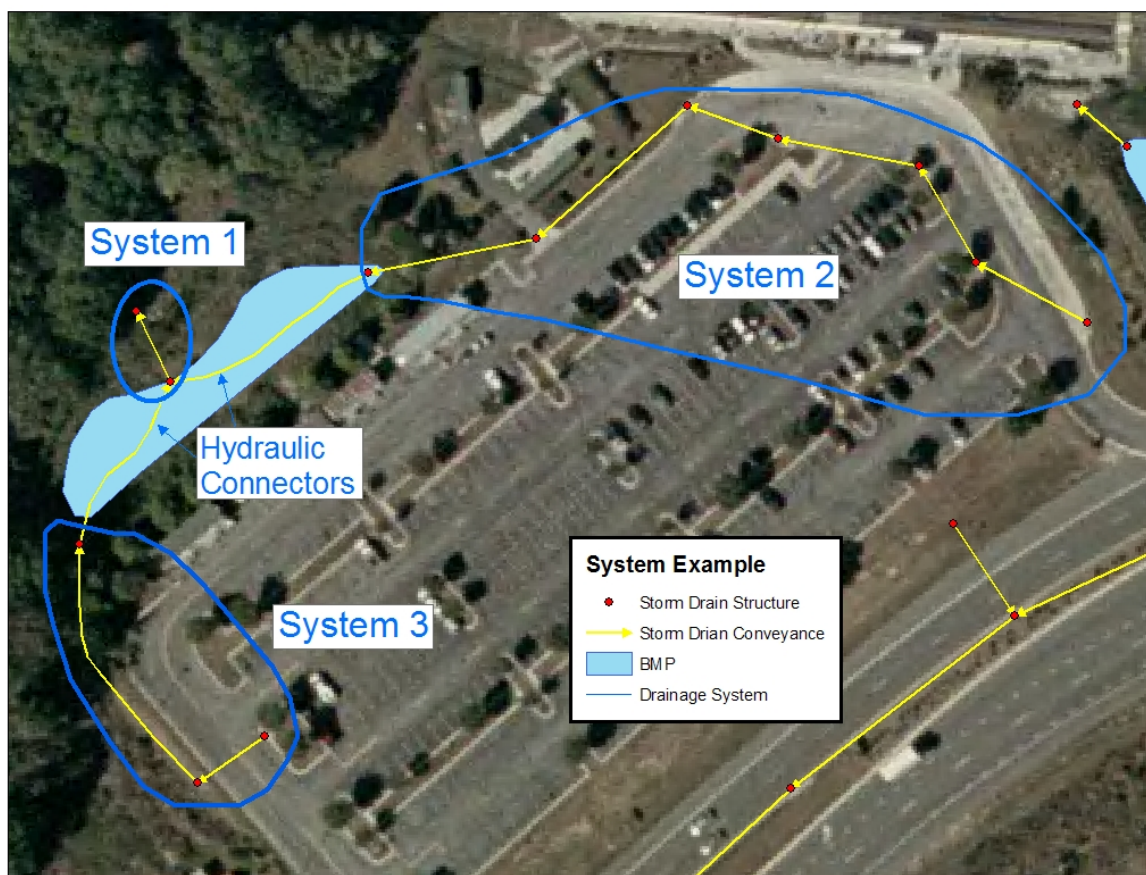 System 1
System 2
Hydraulic
Connectors
System 3
System Example
Storm Drain Structure
Storm Drian Conveyance
BMP
Drainage System